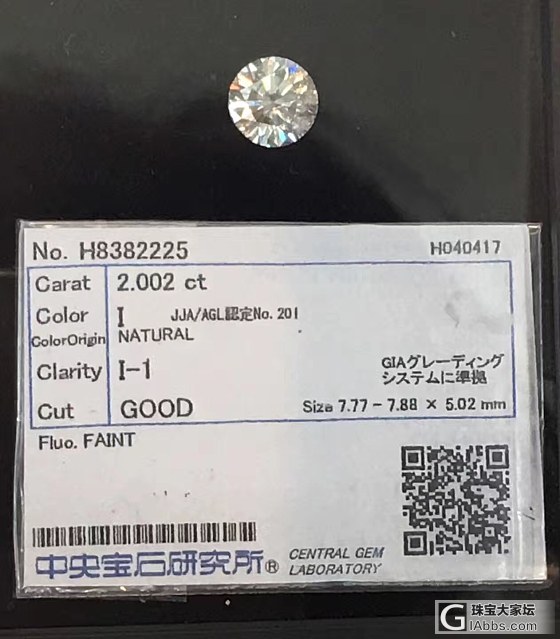 No. H8382225 H040417
Carat 2.002 ct
Color I JJA/AGL認定No.201
ColorOrigin NATURAL
Clarity I-1 GIAグレーディング
システムに準拠
Cut GOOD Size 7.77 - 7.88 × 5.02 mm
Fluo. FAINT
中央宝石研究所® CENTRAL GEM
LABORATORY
G 珠宝大家坛
GIAbbs.com